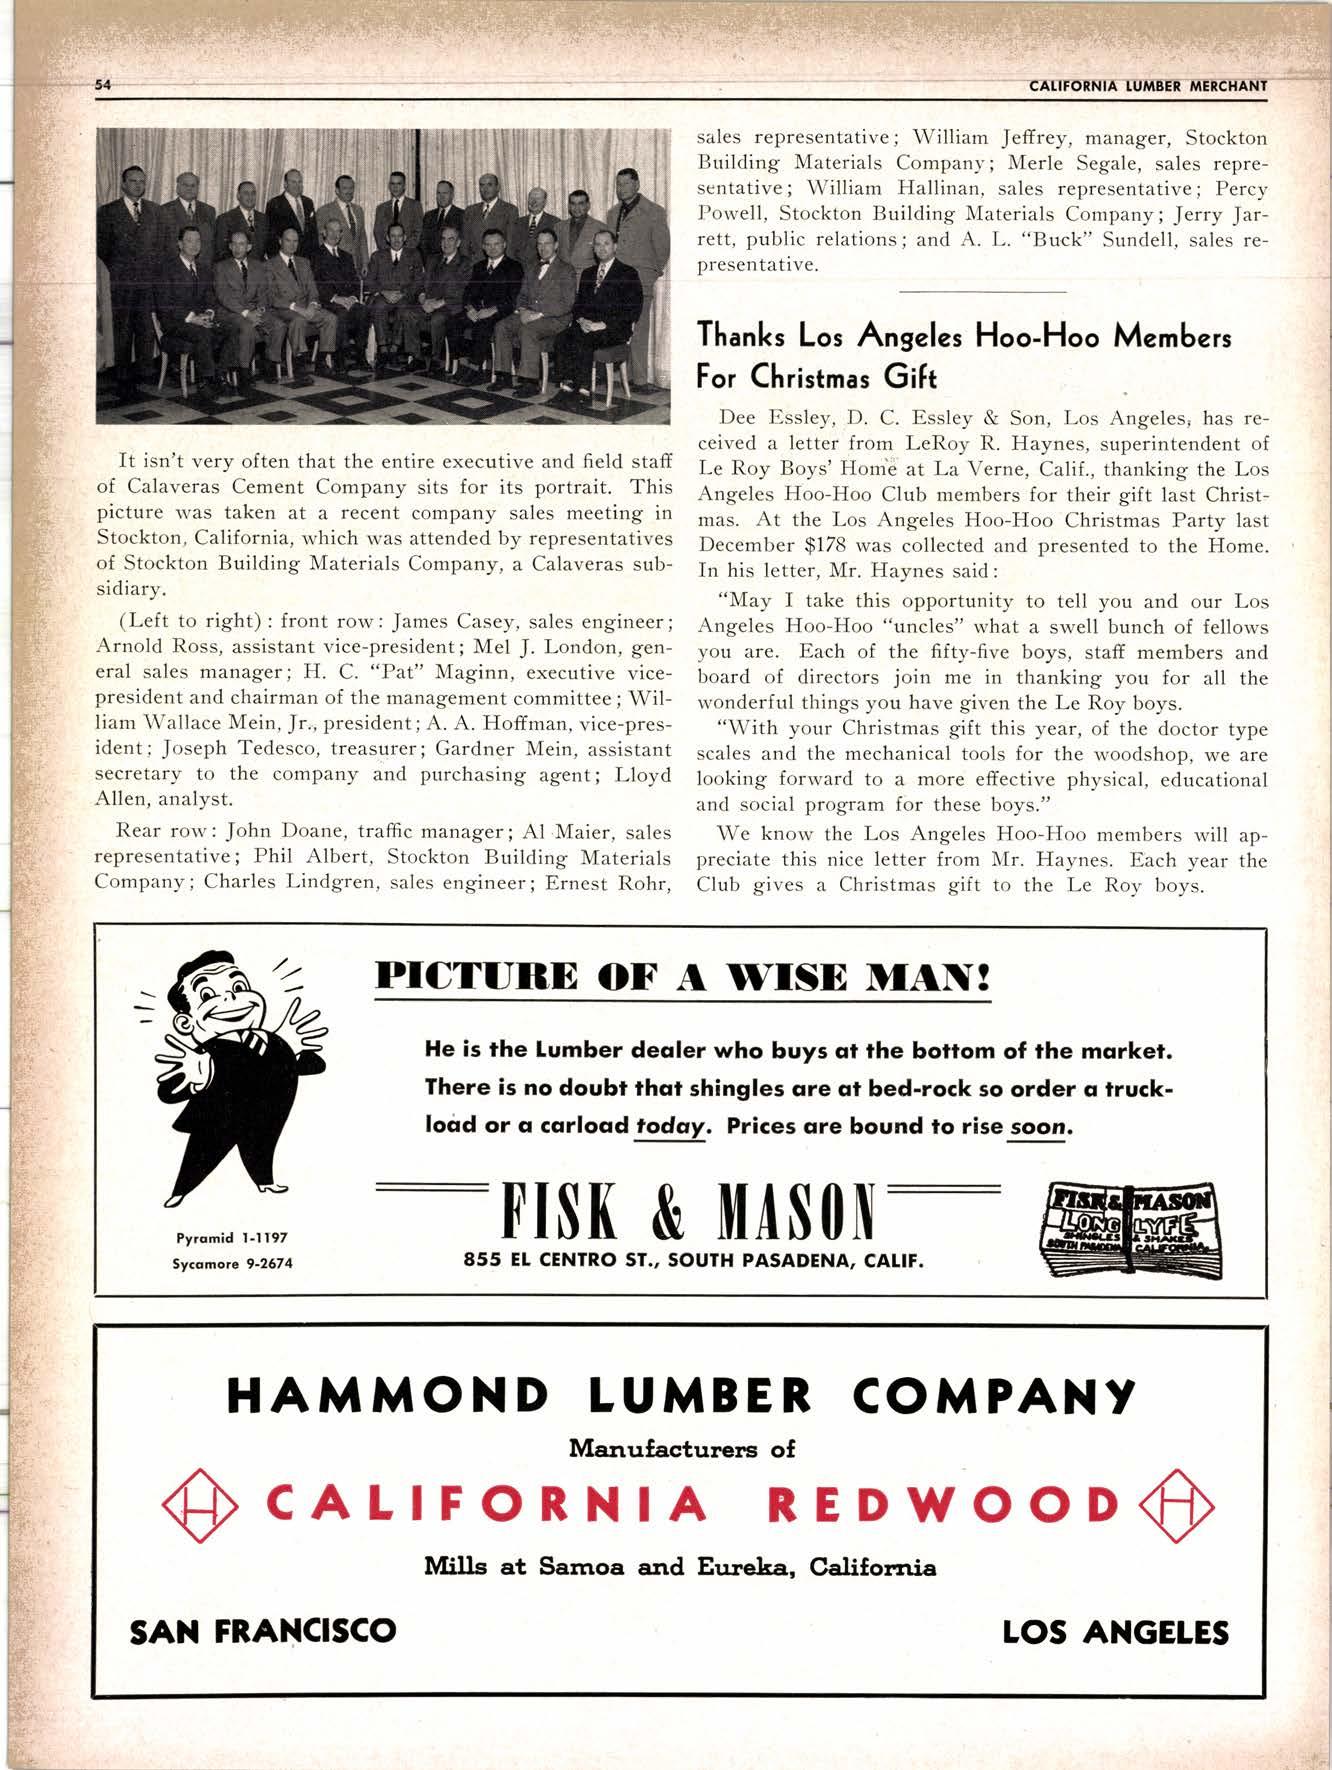 54
CALIFORNIA LUMBER MERCHANT
It isn't very often that the entire executive and field staff
of Calaveras Cement Company sits for its portrait. This
picture was taken at a recent company sales meeting in
Stockton, California, which was attended by representatives
of Stockton Building Materials Company, a Calaveras sub-
sidiary.
(Left to right): front row: James Casey, sales engineer;
Arnold Ross, assistant vice-president; Mel J. London, gen-
eral sales manager; H. C. "Pat" Maginn, executive vice-
president and chairman of the management committee; Wil-
liam Wallace Mein, Jr., president; A. A. Hoffman, vice-pres-
ident; Joseph Tedesco, treasurer; Gardner Mein, assistant
secretary to the company and purchasing agent; Lloyd
Allen, analyst.
Rear row: John Doane, traffic manager; Al Maier, sales
representative; Phil Albert, Stockton Building Materials
Company; Charles Lindgren, sales engineer; Ernest Rohr,
sales representative; William Jeffrey, manager, Stockton
Building Materials Company; Merle Segale, sales repre-
sentative; William Hallinan, sales representative; Percy
Powell, Stockton Building Materials Company; Jerry Jar-
rett, public relations; and A. L. "Buck" Sundell, sales re-
presentative.
Thanks Los Angeles Hoo-Hoo Members
For Christmas Gift
Dee Essley, D. C. Essley & Son, Los Angeles, has re-
ceived a letter from LeRoy R. Haynes, superintendent of
Le Roy Boys' Home at La Verne, Calif., thanking the Los
Angeles Hoo-Hoo Club members for their gift last Christ-
mas. At the Los Angeles Hoo-Hoo Christmas Party last
December $178 was collected and presented to the Home.
In his letter, Mr. Haynes said:
"May I take this opportunity to tell you and our Los
Angeles Hoo-Hoo "uncles" what a swell bunch of fellows
you are. Each of the fifty-five boys, staff members and
board of directors join me in thanking you for all the
wonderful things you have given the Le Roy boys.
"With your Christmas gift this year, of the doctor type
scales and the mechanical tools for the woodshop, we are
looking forward to a more effective physical, educational
and social program for these boys."
We know the Los Angeles Hoo-Hoo members will ap-
preciate this nice letter from Mr. Haynes. Each year the
Club gives a Christmas gift to the Le Roy boys.
PICTURE OF A WISE MAN!
He is the Lumber dealer who buys at the bottom of the market.
There is no doubt that shingles are at bed-rock so order a truck-
load or a carload today. Prices are bound to rise soon.
FISK & MASON
855 EL CENTRO ST., SOUTH PASADENA, CALIF.
Pyramid 1-1197
Sycamore 9-2674
FISK & MASON
LONG LYFE
SHINGLES & SHAKES
SOUTH PASADENA CALIFORNIA
HAMMOND LUMBER COMPANY
Manufacturers of
H CALIFORNIA REDWOOD H
Mills at Samoa and Eureka, California
SAN FRANCISCO
LOS ANGELES